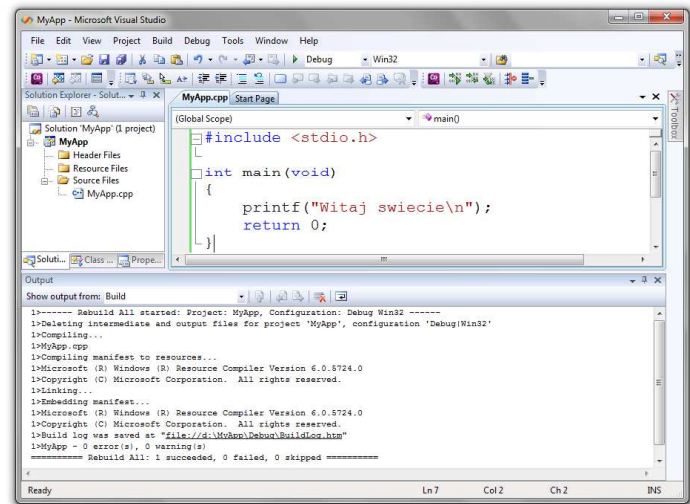 MyApp - Microsoft Visual Studio
File Edit View Project Build Debug Tools Window Help
Debug Win32
Solution Explorer - Solut...
MyApp.cpp Start Page
(Global Scope) main()
Toolbox
Solution 'MyApp' (1 project)
MyApp
Header Files
Resource Files
Source Files
MyApp.cpp
#include <stdio.h>
int main(void)
{
printf("Witaj swiecie\n");
return 0;
}
Soluti... Class ... Prope...
Output
Show output from: Build
1>------ Rebuild All started: Project: MyApp, Configuration: Debug Win32 ------
1>Deleting intermediate and output files for project 'MyApp', configuration 'Debug|Win32'
1>Compiling...
1>MyApp.cpp
1>Compiling manifest to resources...
1>Microsoft (R) Windows (R) Resource Compiler Version 6.0.5724.0
1>Copyright (C) Microsoft Corporation. All rights reserved.
1>Linking...
1>Embedding manifest...
1>Microsoft (R) Windows (R) Resource Compiler Version 6.0.5724.0
1>Copyright (C) Microsoft Corporation. All rights reserved.
1>Build log was saved at "file://d:\MyApp\Debug\BuildLog.htm"
1>MyApp - 0 error(s), 0 warning(s)
========== Rebuild All: 1 succeeded, 0 failed, 0 skipped ==========
Ready Ln 7 Col 2 Ch 2 INS